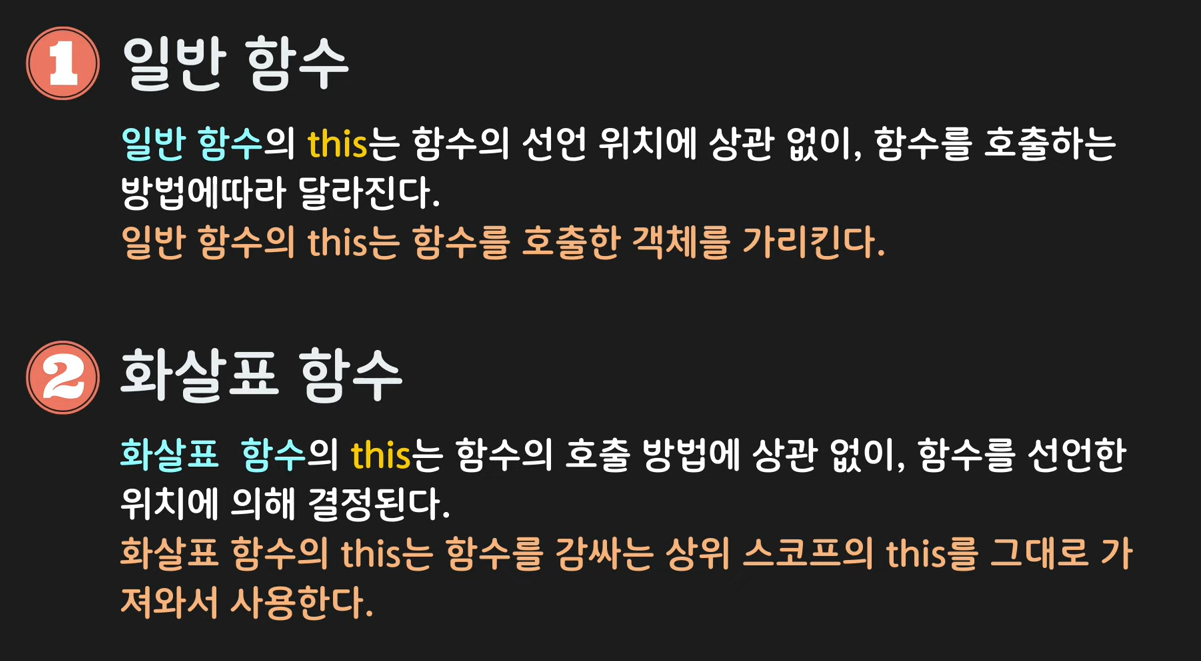 1 일반 함수
일반 함수의 this는 함수의 선언 위치에 상관 없이, 함수를 호출하는
방법에따라 달라진다.
일반 함수의 this는 함수를 호출한 객체를 가리킨다.
2 화살표 함수
화살표 함수의 this는 함수의 호출 방법에 상관 없이, 함수를 선언한
위치에 의해 결정된다.
화살표 함수의 this는 함수를 감싸는 상위 스코프의 this를 그대로 가
져와서 사용한다.